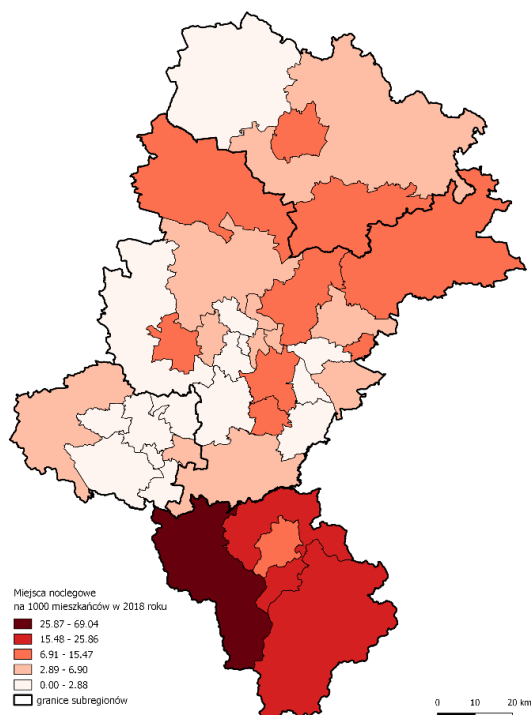 Miejsca noclegowe
na 1000 mieszkańców w 2018 roku
25.87 - 69.04
15.48 - 25.86
6.91 - 15.47
2.89 - 6.90
0.00 - 2.88
granice subregionów
0 10 20 km